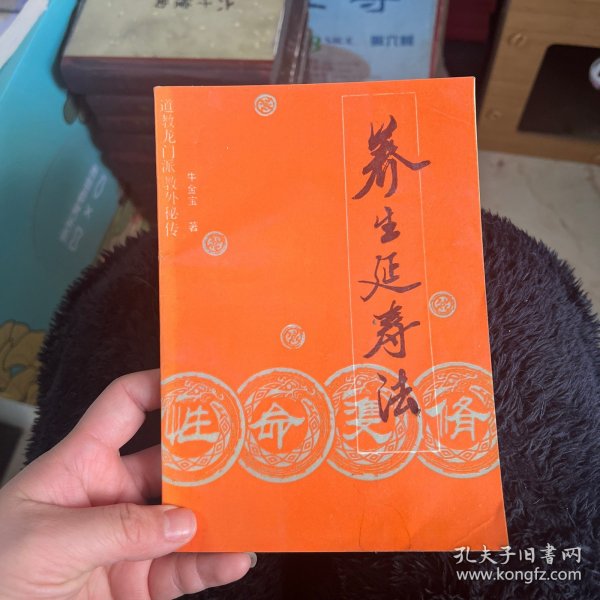 养生延寿法
道教龙门派教外秘传
牛金宝 著
性命双修
孔夫子旧书网
www.kongfz.com